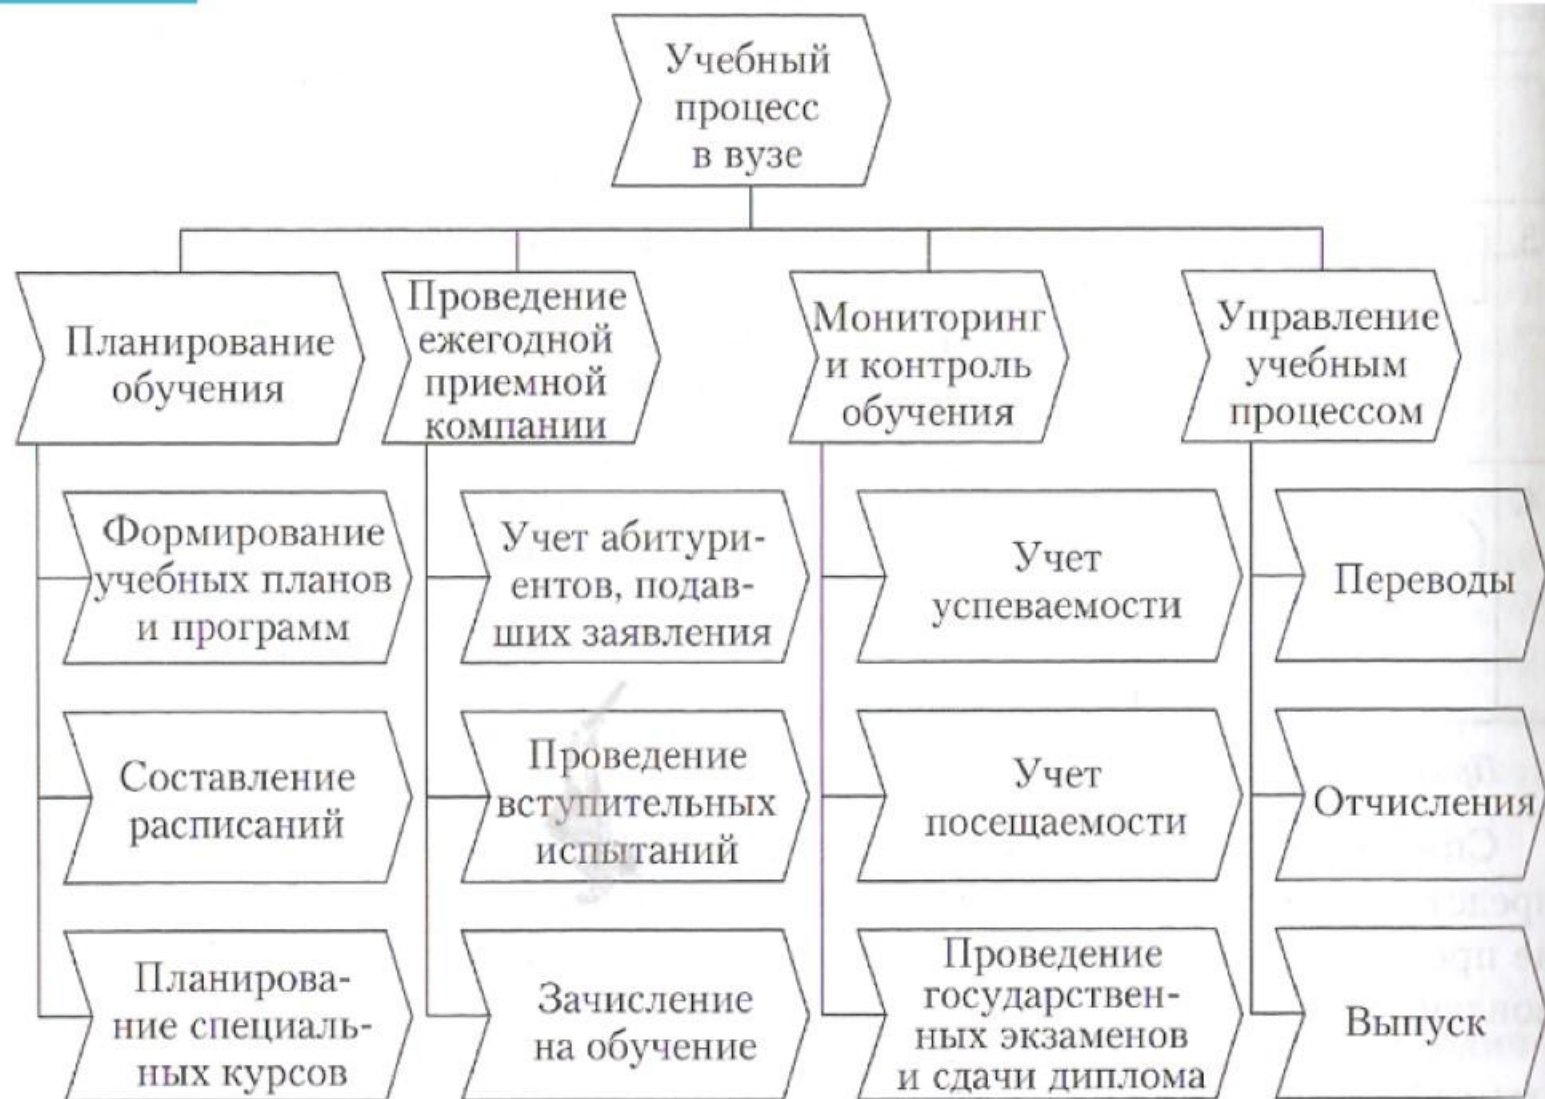 Учебный
процесс
в вузе
Планирование
обучения
Проведение
ежегодной
приемной
компании
Мониторинг
и контроль
обучения
Управление
учебным
процессом
Формирование
учебных планов
и программ
Учет абитури-
ентов, подав-
ших заявления
Учет
успеваемости
Переводы
Составление
расписаний
Проведение
вступительных
испытаний
Учет
посещаемости
Отчисления
Планирова-
ние специаль-
ных курсов
Зачисление
на обучение
Проведение
государствен-
ных экзаменов
и сдачи диплома
Выпуск